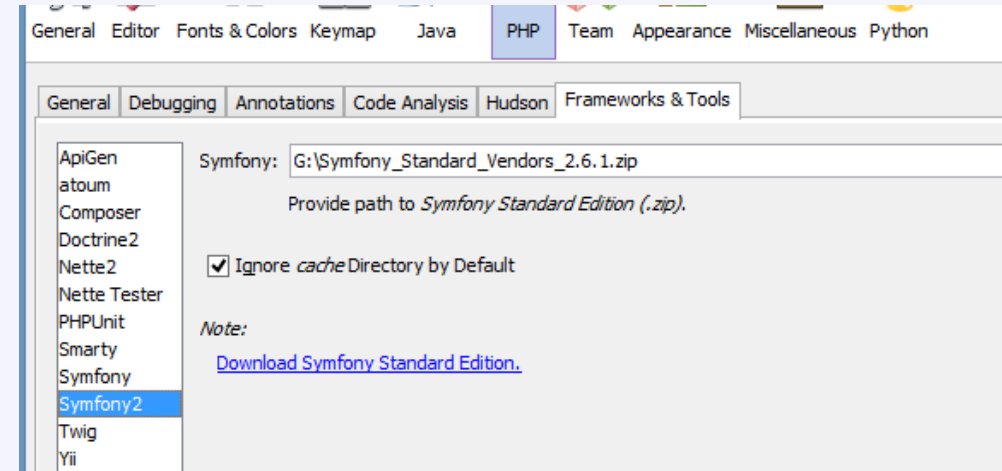 General Editor Fonts & Colors Keymap Java PHP Team Appearance Miscellaneous Python
General Debugging Annotations Code Analysis Hudson Frameworks & Tools
ApiGen
atoum
Composer
Doctrine2
Nette2
Nette Tester
PHPUnit
Smarty
Symfony
Symfony2
Twig
Yii
Symfony: G:\Symfony_Standard_Vendors_2.6.1.zip
Provide path to Symfony Standard Edition (.zip).
Ignore cache Directory by Default
Note:
Download Symfony Standard Edition.